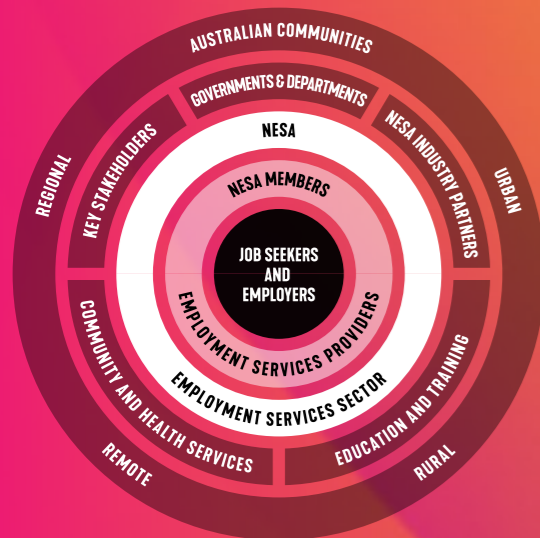 AUSTRALIAN COMMUNITIES
GOVERNMENTS & DEPARTMENTS
KEY STAKEHOLDERS
NESA INDUSTRY PARTNERS
REGIONAL
URBAN
NESA
NESA MEMBERS
JOB SEEKERS
AND
EMPLOYERS
EMPLOYMENT SERVICES PROVIDERS
EMPLOYMENT SERVICES SECTOR
COMMUNITY AND HEALTH SERVICES
EDUCATION AND TRAINING
REMOTE
RURAL